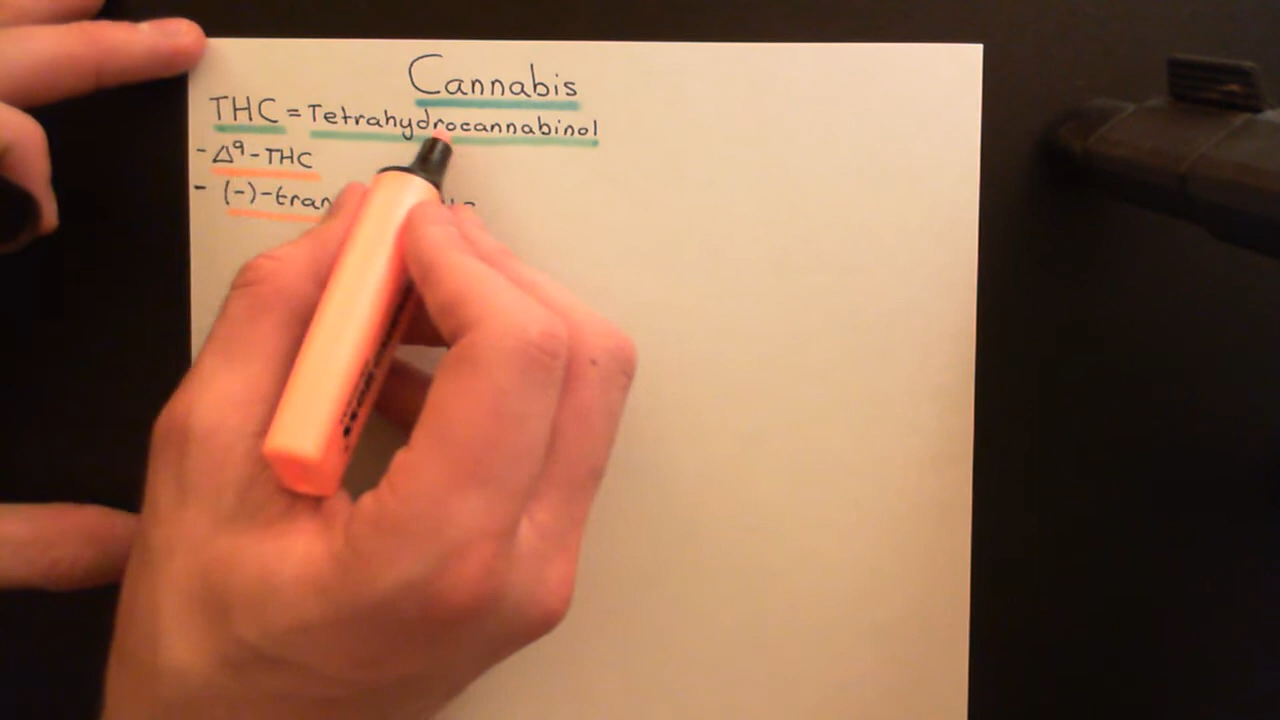 Cannabis
THC = Tetrahydrocannabinol
- Δ⁹-THC
- (-)-tran